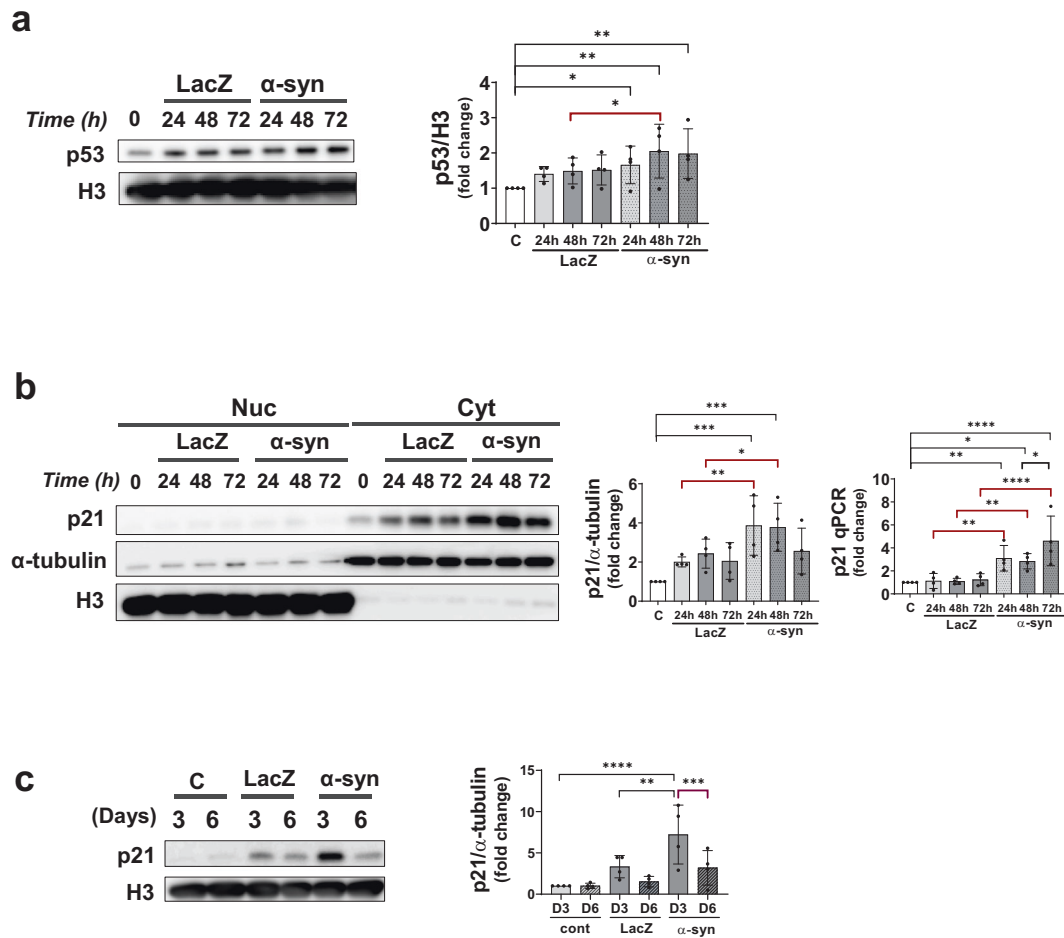 a
LacZ α-syn
Time (h) 0 24 48 72 24 48 72
p53
H3
** 
**
*
*
p53/H3
(fold change)
4
3
2
1
0
C 24h 48h 72h 24h 48h 72h
LacZ α-syn
b
Nuc Cyt
LacZ α-syn LacZ α-syn
Time (h) 0 24 48 72 24 48 72 0 24 48 72 24 48 72
p21
α-tubulin
H3
***
***
*
**
p21/α-tubulin
(fold change)
6
4
2
0
C 24h 48h 72h 24h 48h 72h
LacZ α-syn
****
*
** *
****
**
**
p21 qPCR
(fold change)
10
8
6
4
2
0
C 24h 48h 72h 24h 48h 72h
LacZ α-syn
c
C LacZ α-syn
(Days) 3 6 3 6 3 6
p21
H3
****
** ***
p21/α-tubulin
(fold change)
15
10
5
0
D3 D6 D3 D6 D3 D6
cont LacZ α-syn